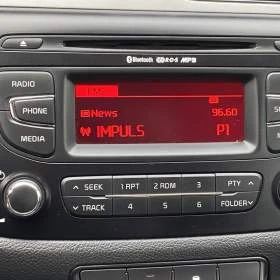 Bluetooth R·D·S MP3
RADIO
PHONE
MEDIA
FM
News 96.60
IMPULS P1
SEEK 1 RPT 2 RDM 3 PTY
TRACK 4 5 6 FOLDER